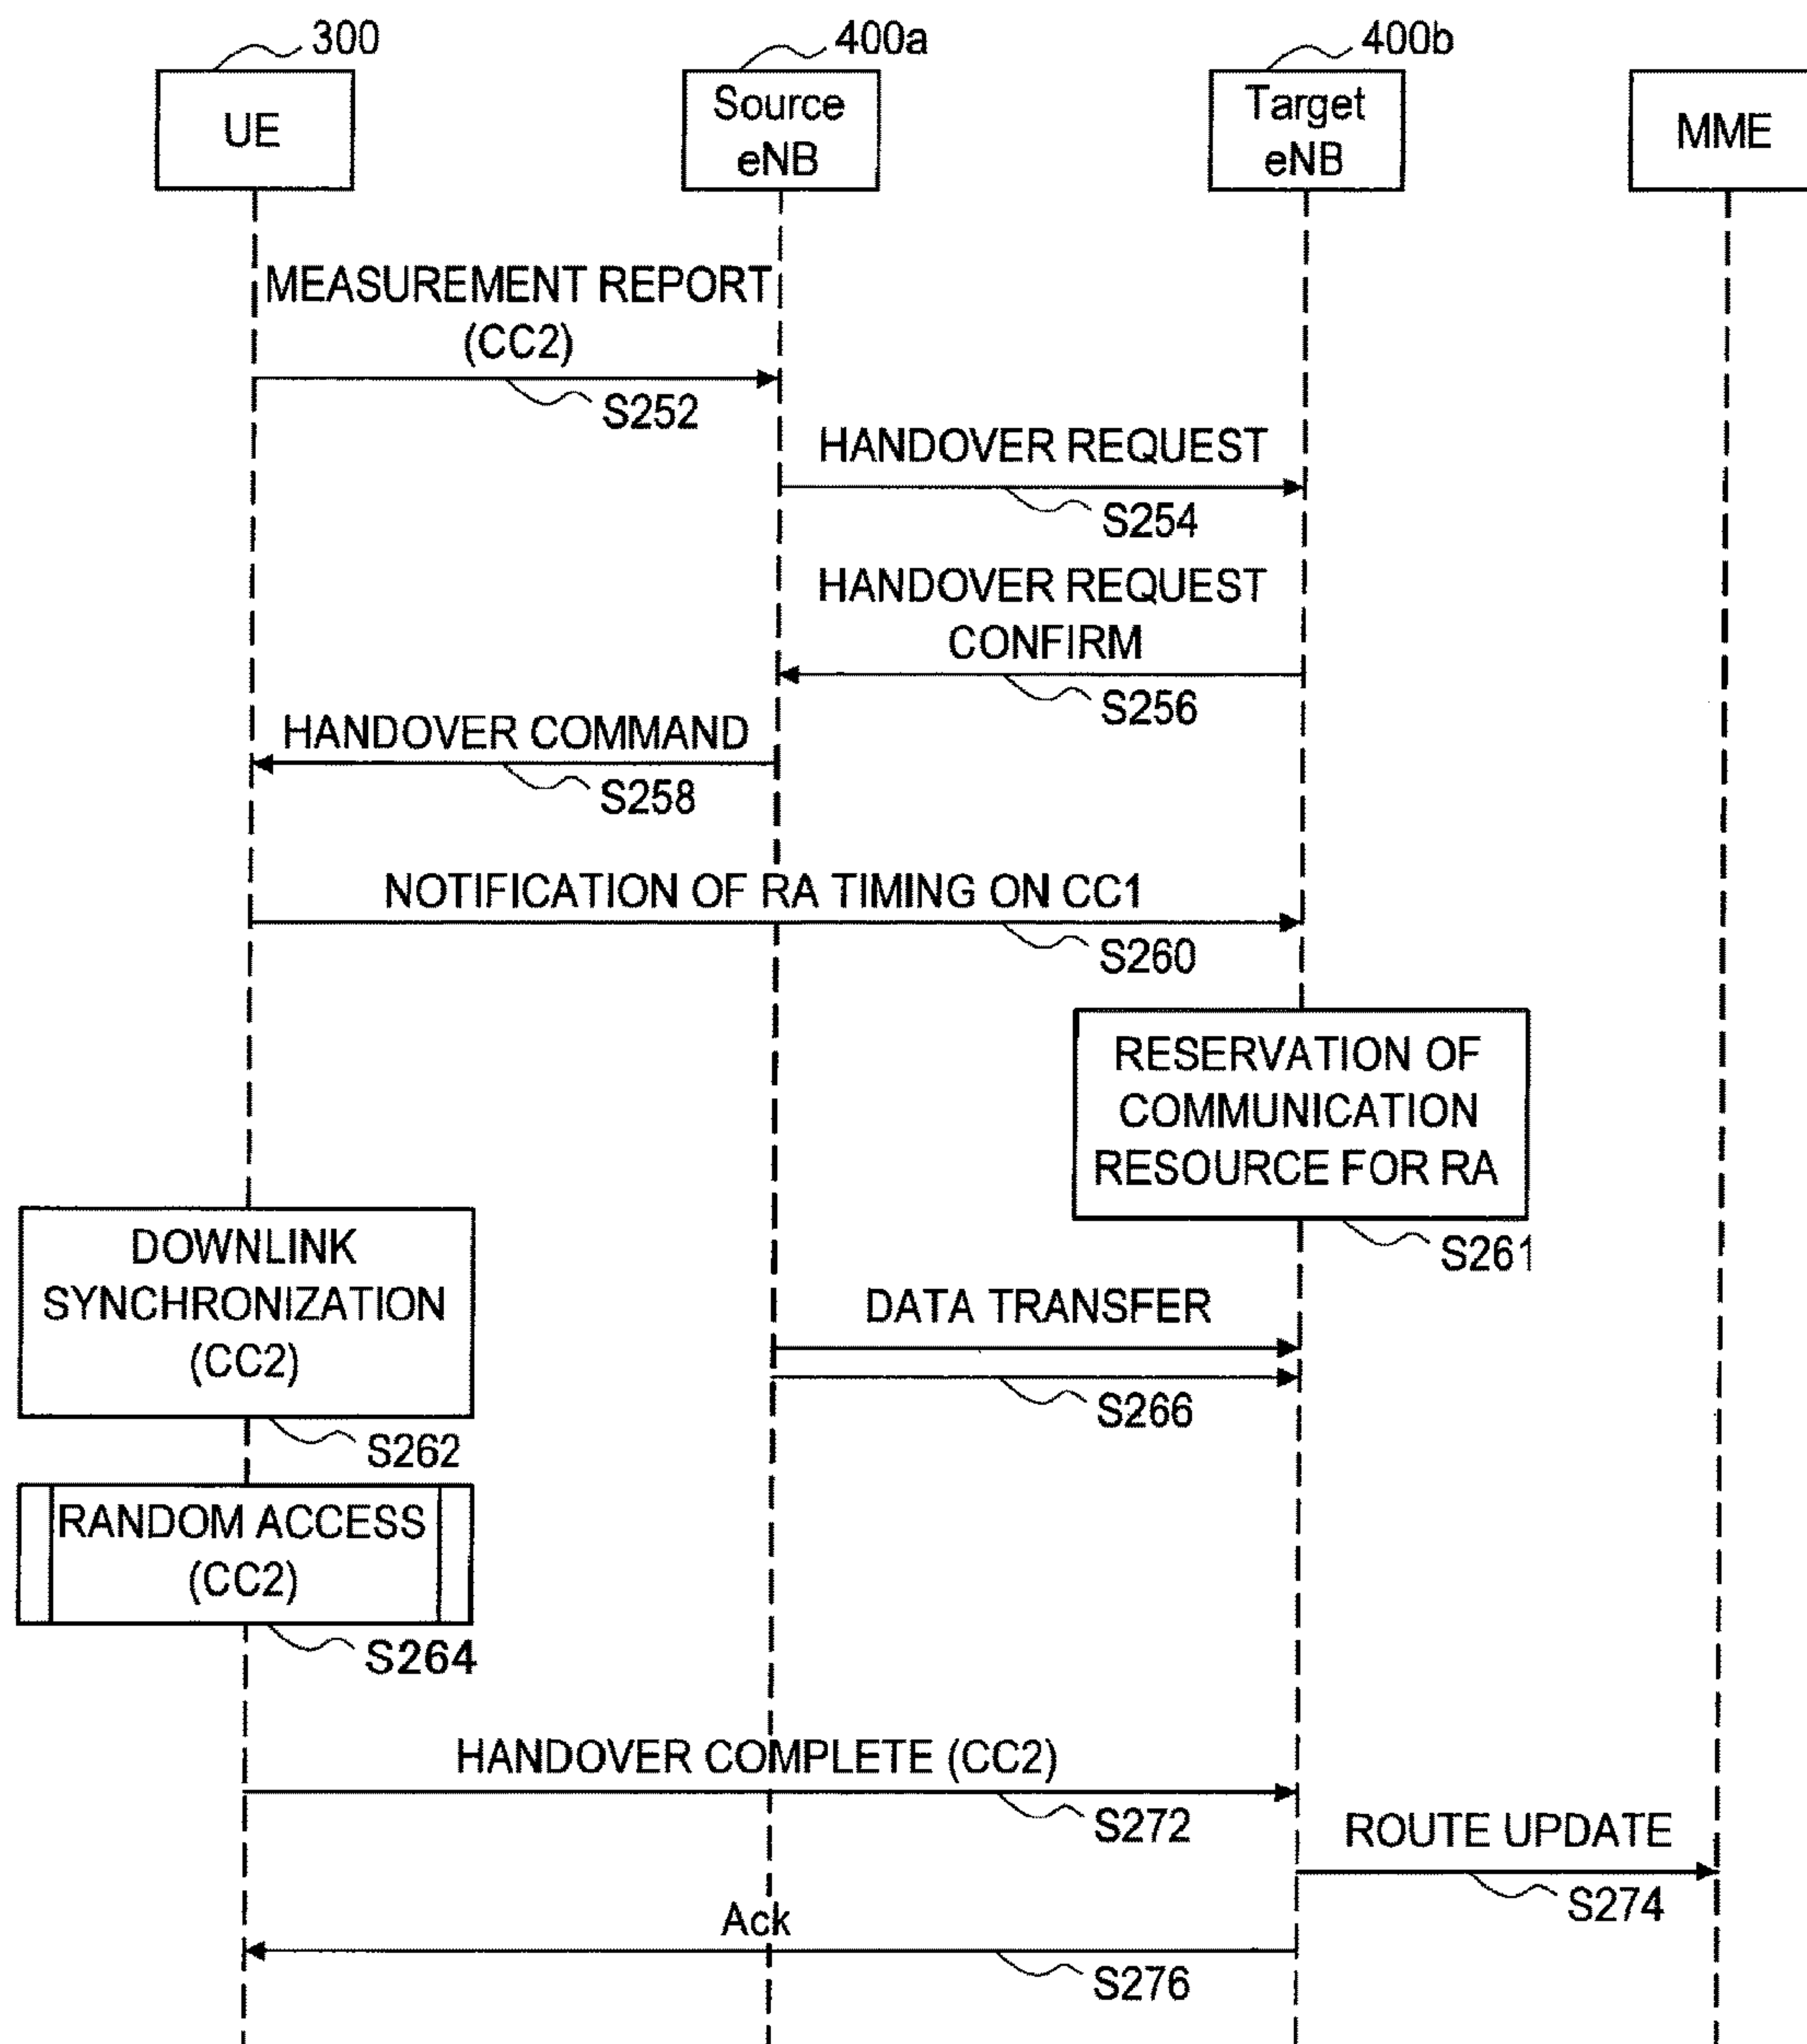 300
400a
400b
UE
Source
eNB
Target
eNB
MME
MEASUREMENT REPORT
(CC2)
S252
HANDOVER REQUEST
S254
HANDOVER REQUEST
CONFIRM
S256
HANDOVER COMMAND
S258
NOTIFICATION OF RA TIMING ON CC1
S260
RESERVATION OF
COMMUNICATION
RESOURCE FOR RA
S261
DOWNLINK
SYNCHRONIZATION
(CC2)
S262
DATA TRANSFER
S266
RANDOM ACCESS
(CC2)
S264
HANDOVER COMPLETE (CC2)
S272
ROUTE UPDATE
S274
Ack
S276